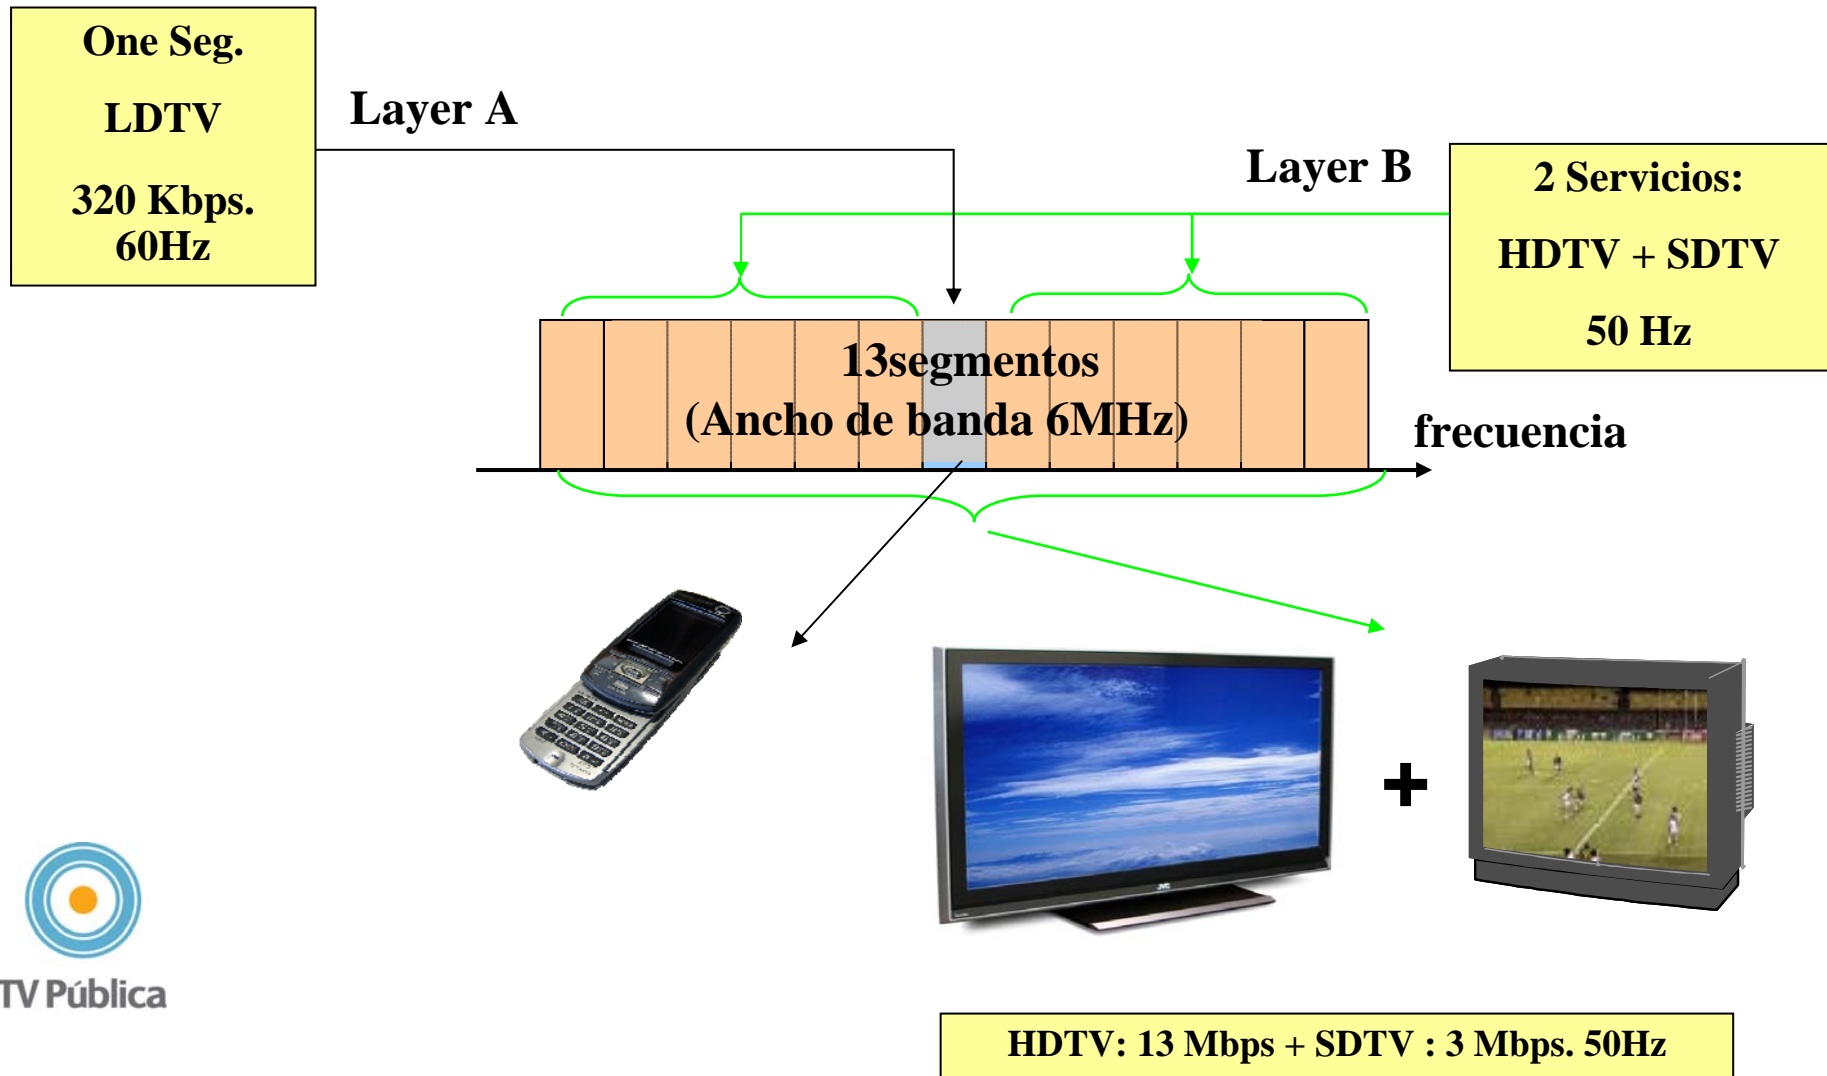 One Seg.
LDTV
320 Kbps.
60Hz
Layer A
Layer B
2 Servicios:
HDTV + SDTV
50 Hz
13segmentos
(Ancho de banda 6MHz)
frecuencia
+
JVC
TV Pública
HDTV: 13 Mbps + SDTV : 3 Mbps. 50Hz